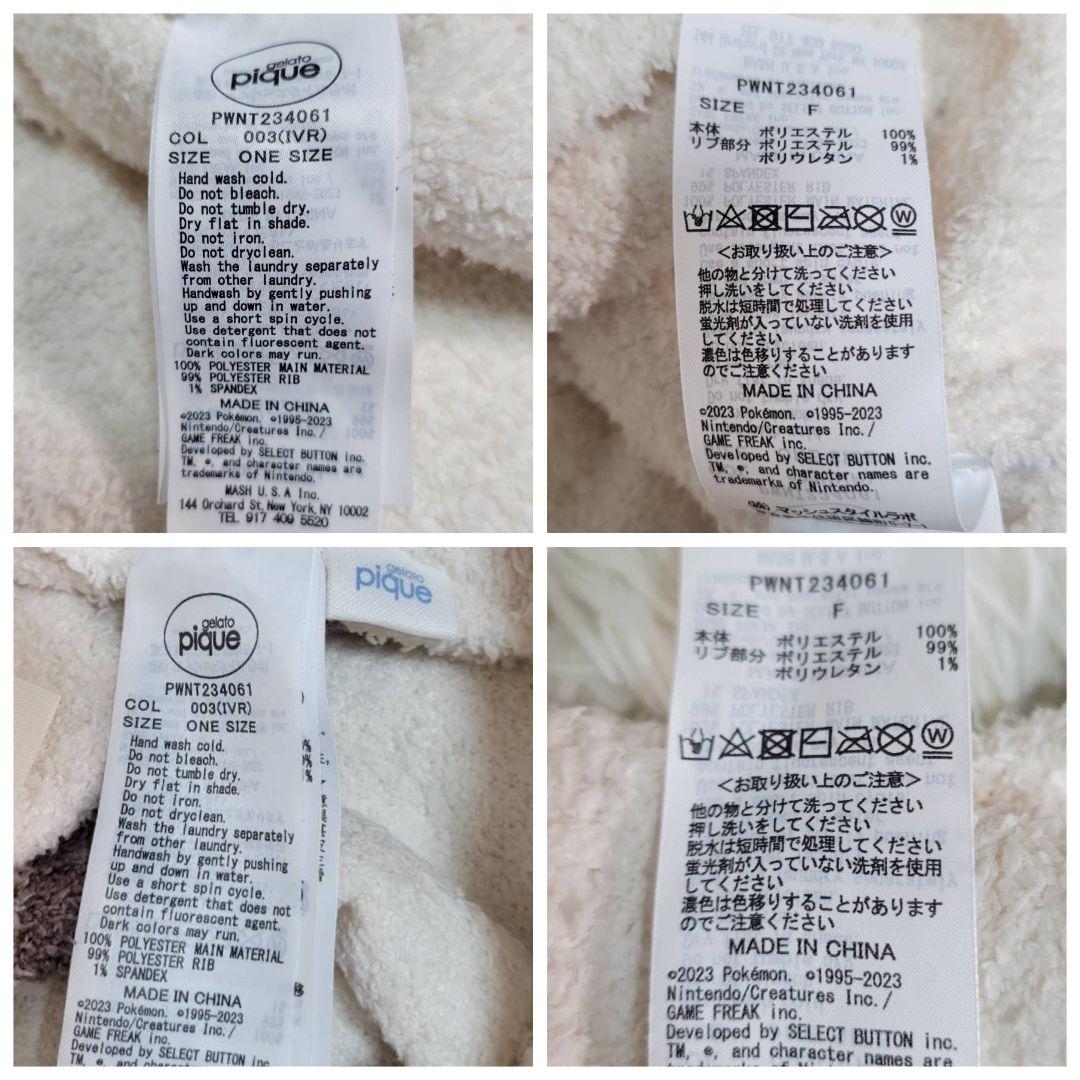 gelato
pique
PWNT234061
COL 003(IVR)
SIZE ONE SIZE
Hand wash cold.
Do not bleach.
Do not tumble dry.
Dry flat in shade.
Do not iron.
Do not dryclean.
Wash the laundry separately
from other laundry.
Handwash by gently pushing
up and down in water.
Use a short spin cycle.
Use detergent that does not
contain fluorescent agent.
Dark colors may run.
100% POLYESTER MAIN MATERIAL
99% POLYESTER RIB
1% SPANDEX
MADE IN CHINA
©2023 Pokémon. ©1995-2023
Nintendo/Creatures Inc./
GAME FREAK inc.
Developed by SELECT BUTTON inc.
TM, ®, and character names are
trademarks of Nintendo.
MASH U.S.A Inc.
144 Orchard St, New York, NY 10002
TEL 917 409 5520
PWNT234061
SIZE F
本体 ポリエステル 100%
リブ部分 ポリエステル 99%
ポリウレタン 1%
W
<お取り扱い上のご注意>
他の物と分けて洗ってください
押し洗いをしてください
脱水は短時間で処理してください
蛍光剤が入っていない洗剤を使用
してください
濃色は色移りすることがあります
のでご注意ください
MADE IN CHINA
©2023 Pokémon. ©1995-2023
Nintendo/Creatures Inc./
GAME FREAK inc.
Developed by SELECT BUTTON inc.
TM, ®, and character names are
trademarks of Nintendo.
㈱マッシュスタイルラボ
gelato
pique
gelato
pique
PWNT234061
COL 003(IVR)
SIZE ONE SIZE
Hand wash cold.
Do not bleach.
Do not tumble dry.
Dry flat in shade.
Do not iron.
Do not dryclean.
Wash the laundry separately
from other laundry.
Handwash by gently pushing
up and down in water.
Use a short spin cycle.
Use detergent that does not
contain fluorescent agent.
Dark colors may run.
100% POLYESTER MAIN MATERIAL
99% POLYESTER RIB
1% SPANDEX
MADE IN CHINA
©2023 Pokémon. ©1995-2023
Nintendo/Creatures Inc./
GAME FREAK inc.
Developed by SELECT BUTTON inc.
TM, ®, and character names are
PWNT234061
SIZE F
本体 ポリエステル 100%
リブ部分 ポリエステル 99%
ポリウレタン 1%
W
<お取り扱い上のご注意>
他の物と分けて洗ってください
押し洗いをしてください
脱水は短時間で処理してください
蛍光剤が入っていない洗剤を使用
してください
濃色は色移りすることがあります
のでご注意ください
MADE IN CHINA
©2023 Pokémon. ©1995-2023
Nintendo/Creatures Inc./
GAME FREAK inc.
Developed by SELECT BUTTON inc.
TM, ®, and character names are